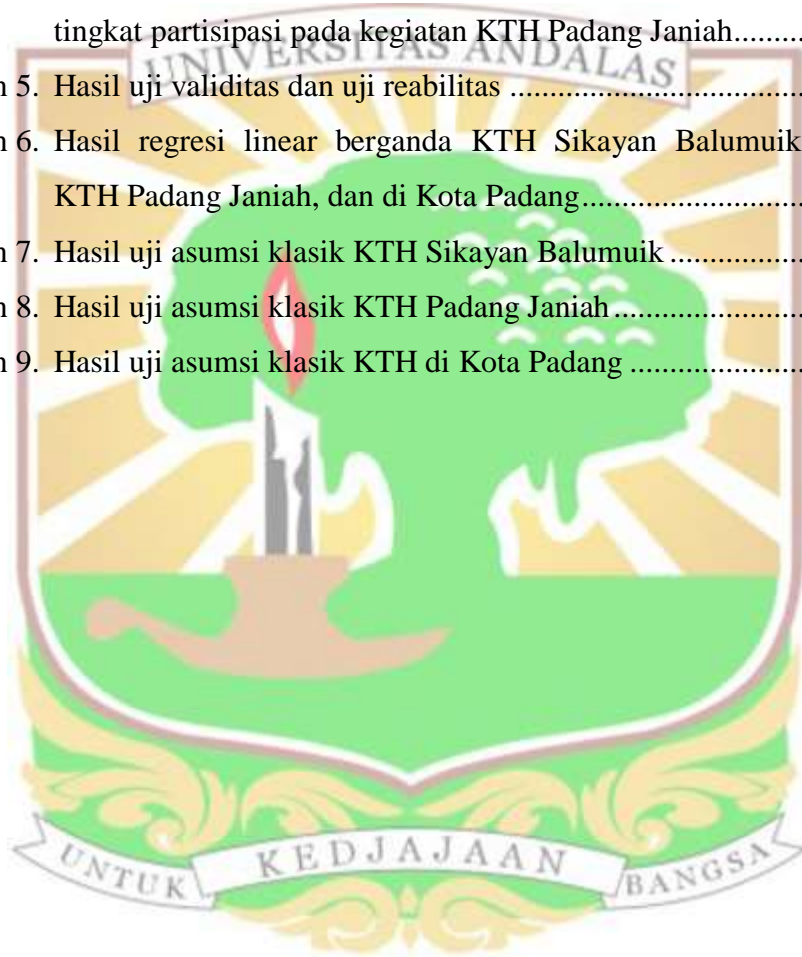 tingkat partisipasi pada kegiatan KTH Padang Janiah.........
UNIVERSITAS ANDALAS
n 5. Hasil uji validitas dan uji reabilitas ......................................
n 6. Hasil regresi linear berganda KTH Sikayan Balumuik
KTH Padang Janiah, dan di Kota Padang.............................
n 7. Hasil uji asumsi klasik KTH Sikayan Balumuik .................
n 8. Hasil uji asumsi klasik KTH Padang Janiah........................
n 9. Hasil uji asumsi klasik KTH di Kota Padang ......................
UNTUK KEDJAJAAN BANGSA